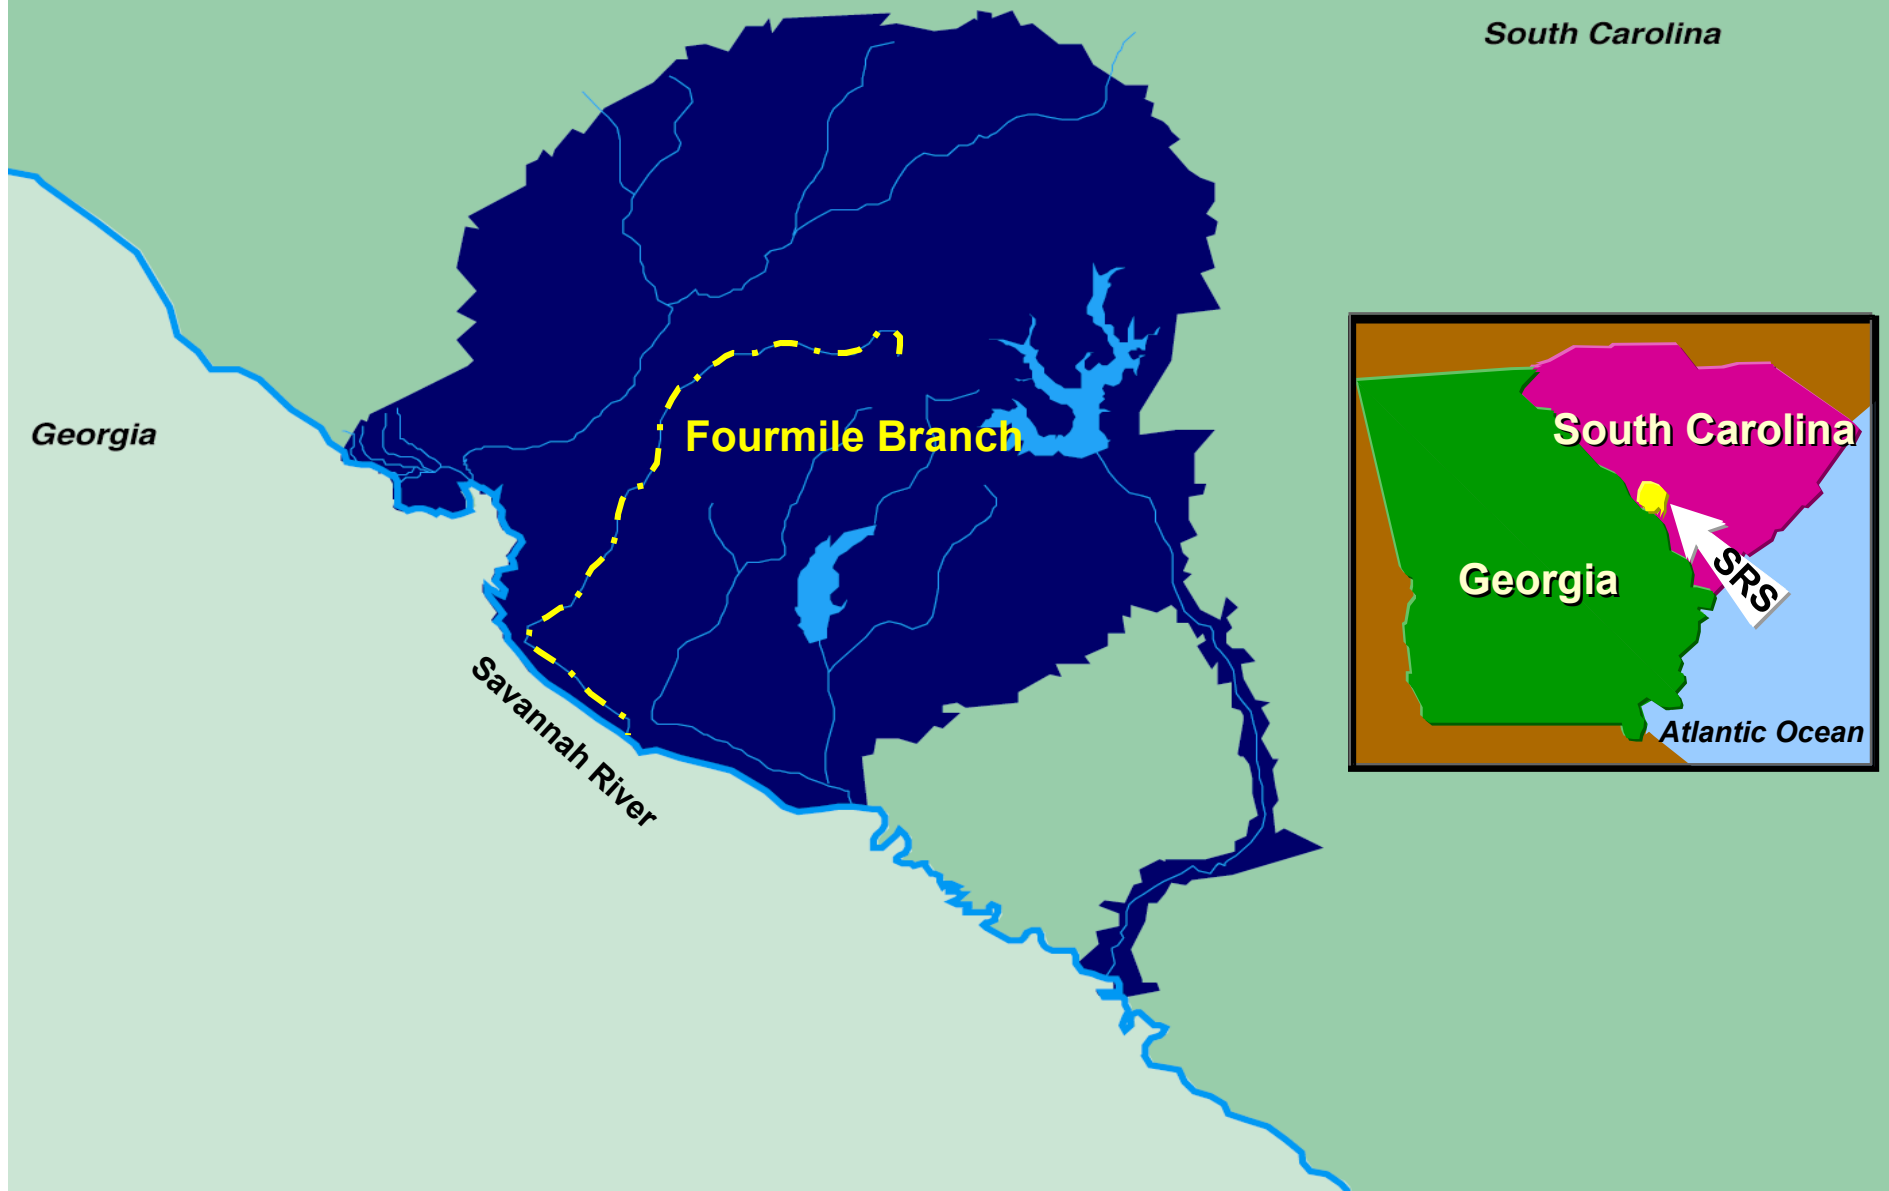 South Carolina
Georgia
Fourmile Branch
Savannah River
South Carolina
Georgia
SRS
Atlantic Ocean